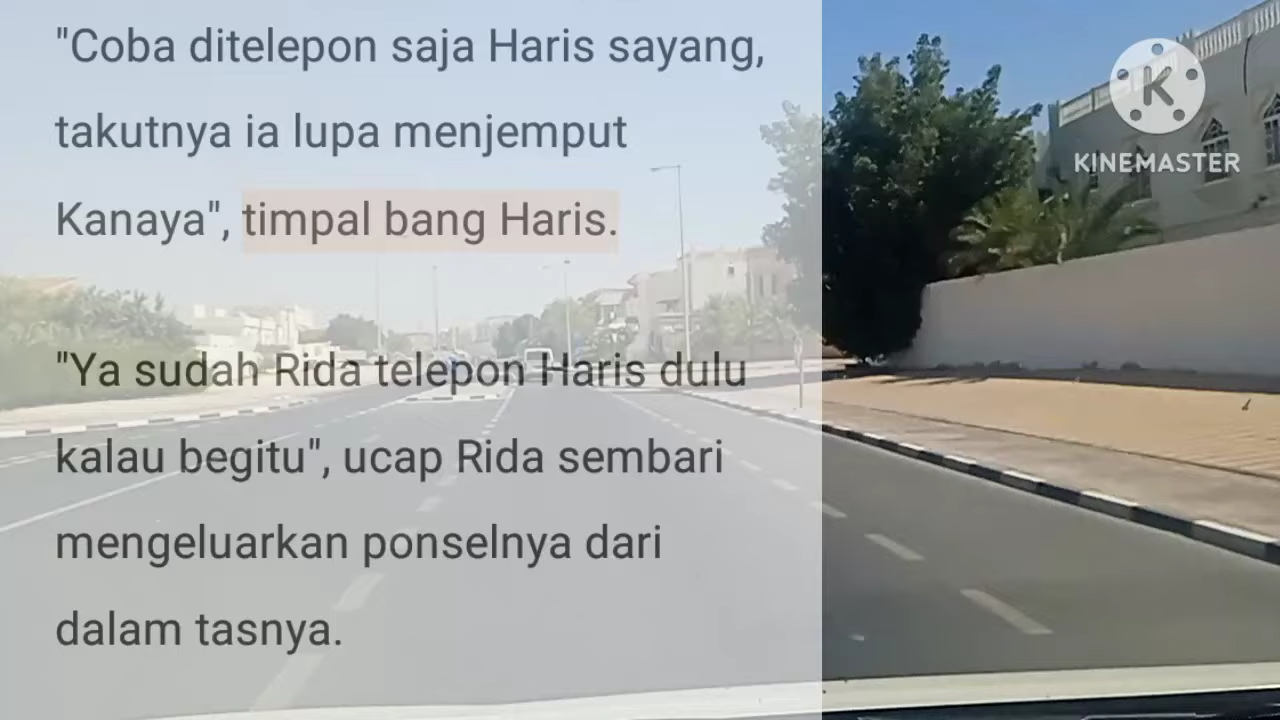 "Coba ditelepon saja Haris sayang,
takutnya ia lupa menjemput
Kanaya", timpal bang Haris.
"Ya sudah Rida telepon Haris dulu
kalau begitu", ucap Rida sembari
mengeluarkan ponselnya dari
dalam tasnya.
K
KINEMASTER